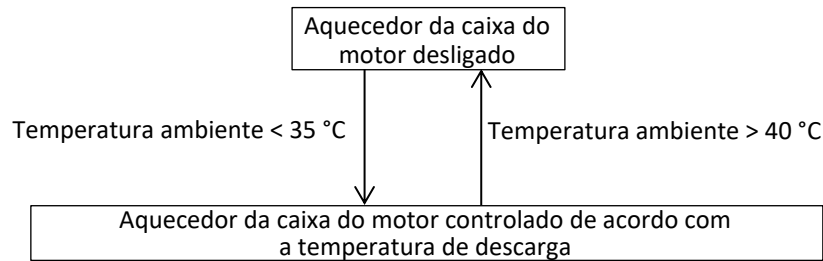 Aquecedor da caixa do
motor desligado
Temperatura ambiente < 35 °C
Temperatura ambiente > 40 °C
Aquecedor da caixa do motor controlado de acordo com
a temperatura de descarga